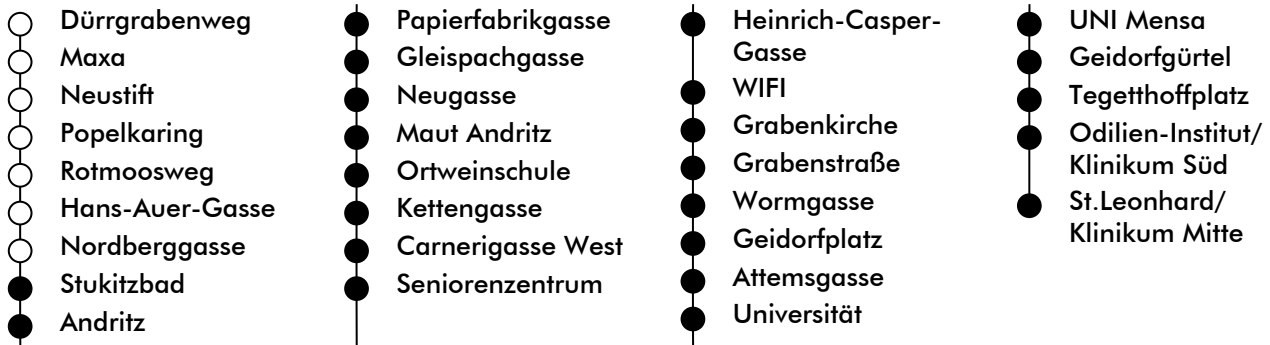 Dürrgrabenweg
Maxa
Neustift
Popelkaring
Rotmoosweg
Hans-Auer-Gasse
Nordberggasse
Stukitzbad
Andritz
Papierfabrikgasse
Gleispachgasse
Neugasse
Maut Andritz
Ortweinschule
Kettengasse
Carnerigasse West
Seniorenzentrum
Heinrich-Casper-
Gasse
WIFI
Grabenkirche
Grabenstraße
Wormgasse
Geidorfplatz
Attemsgasse
Universität
UNI Mensa
Geidorfgürtel
Tegetthoffplatz
Odilien-Institut/
Klinikum Süd
St.Leonhard/
Klinikum Mitte